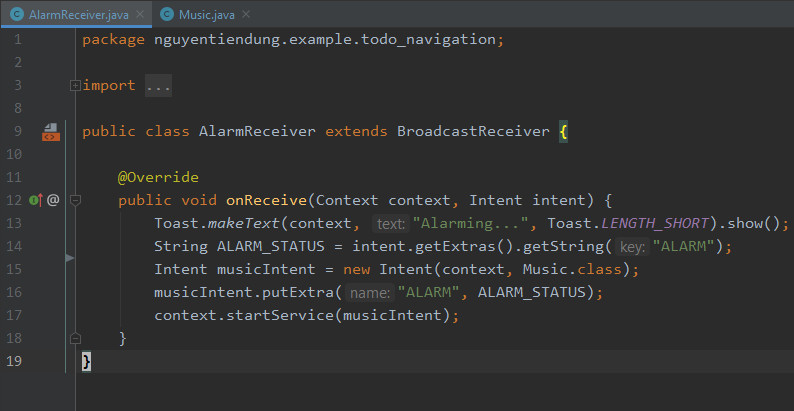 AlarmReceiver.java × Music.java ×
1 package nguyentiendung.example.todo_navigation;
2
3 import ...
8
9 public class AlarmReceiver extends BroadcastReceiver {
10
11 @Override
12 @ public void onReceive(Context context, Intent intent) {
13 Toast.makeText(context, text: "Alarming...", Toast.LENGTH_SHORT).show();
14 String ALARM_STATUS = intent.getExtras().getString( key: "ALARM");
15 Intent musicIntent = new Intent(context, Music.class);
16 musicIntent.putExtra( name: "ALARM", ALARM_STATUS);
17 context.startService(musicIntent);
18 }
19 }